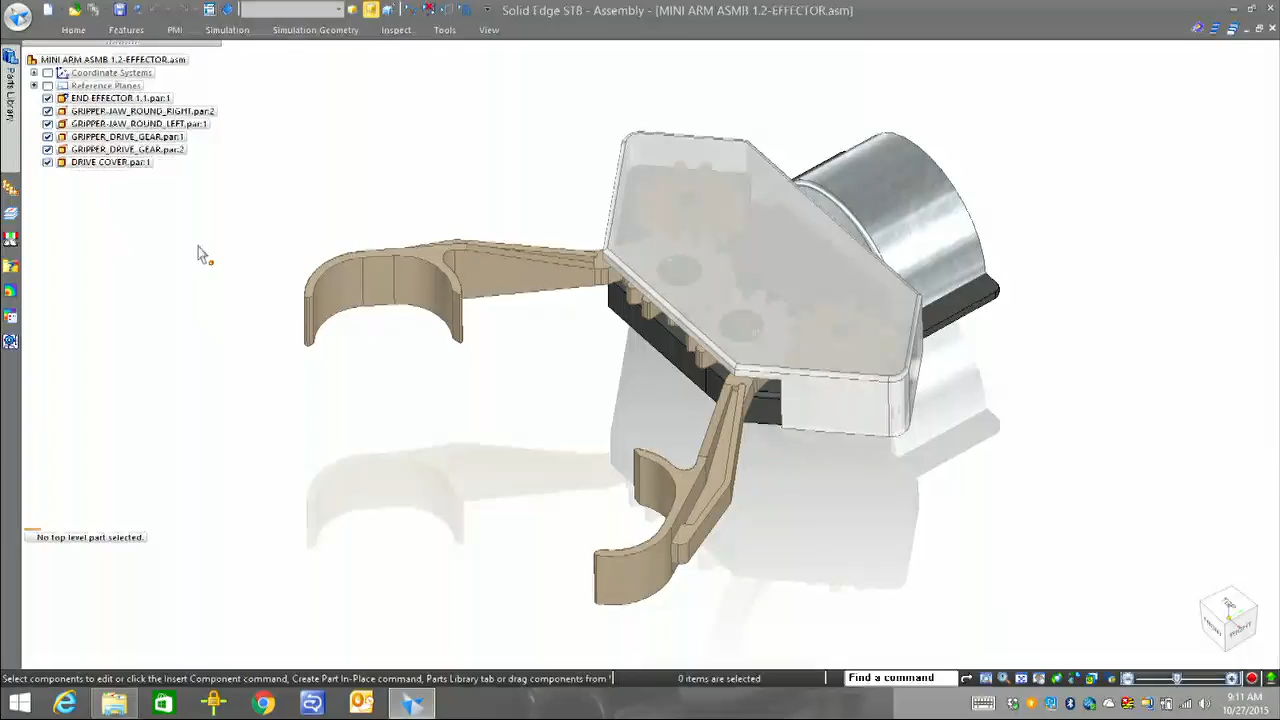 Solid Edge ST8 - Assembly - [MINI ARM ASMB 1.2-EFFECTOR.asm]
Home Features PMI Simulation Simulation Geometry Inspect Tools View
Parts Library
MINI ARM ASMB 1.2-EFFECTOR.asm
Coordinate Systems
Reference Planes
END EFFECTOR 1.1.par:1
GRIPPER-JAW_ROUND_RIGHT.par:2
GRIPPER-JAW_ROUND_LEFT.par:1
GRIPPER_DRIVE_GEAR.par:1
GRIPPER_DRIVE_GEAR.par:2
DRIVE COVER.par:1
No top level part selected.
RIGHT
Select components to edit or click the Insert Component command, Create Part In-Place command, Parts Library tab or drag components from
0 items are selected
Find a command
9:11 AM
10/27/2015